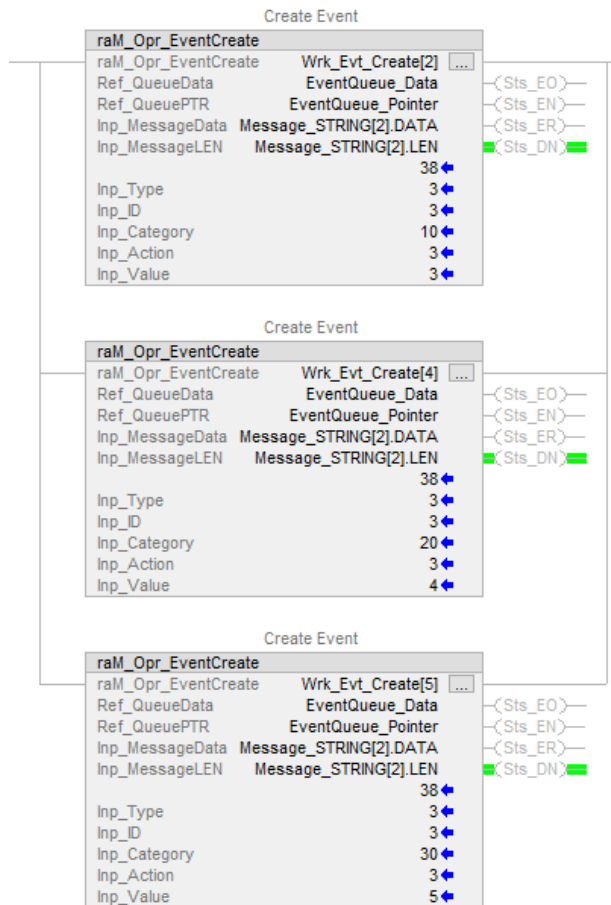 Create Event
raM_Opr_EventCreate
raM_Opr_EventCreate Wrk_Evt_Create[2] ...
Ref_QueueData EventQueue_Data (Sts_EO)
Ref_QueuePTR EventQueue_Pointer (Sts_EN)
Inp_MessageData Message_STRING[2].DATA (Sts_ER)
Inp_MessageLEN Message_STRING[2].LEN (Sts_DN)
38
Inp_Type 3
Inp_ID 3
Inp_Category 10
Inp_Action 3
Inp_Value 3
Create Event
raM_Opr_EventCreate
raM_Opr_EventCreate Wrk_Evt_Create[4] ...
Ref_QueueData EventQueue_Data (Sts_EO)
Ref_QueuePTR EventQueue_Pointer (Sts_EN)
Inp_MessageData Message_STRING[2].DATA (Sts_ER)
Inp_MessageLEN Message_STRING[2].LEN (Sts_DN)
38
Inp_Type 3
Inp_ID 3
Inp_Category 20
Inp_Action 3
Inp_Value 4
Create Event
raM_Opr_EventCreate
raM_Opr_EventCreate Wrk_Evt_Create[5] ...
Ref_QueueData EventQueue_Data (Sts_EO)
Ref_QueuePTR EventQueue_Pointer (Sts_EN)
Inp_MessageData Message_STRING[2].DATA (Sts_ER)
Inp_MessageLEN Message_STRING[2].LEN (Sts_DN)
38
Inp_Type 3
Inp_ID 3
Inp_Category 30
Inp_Action 3
Inp_Value 5